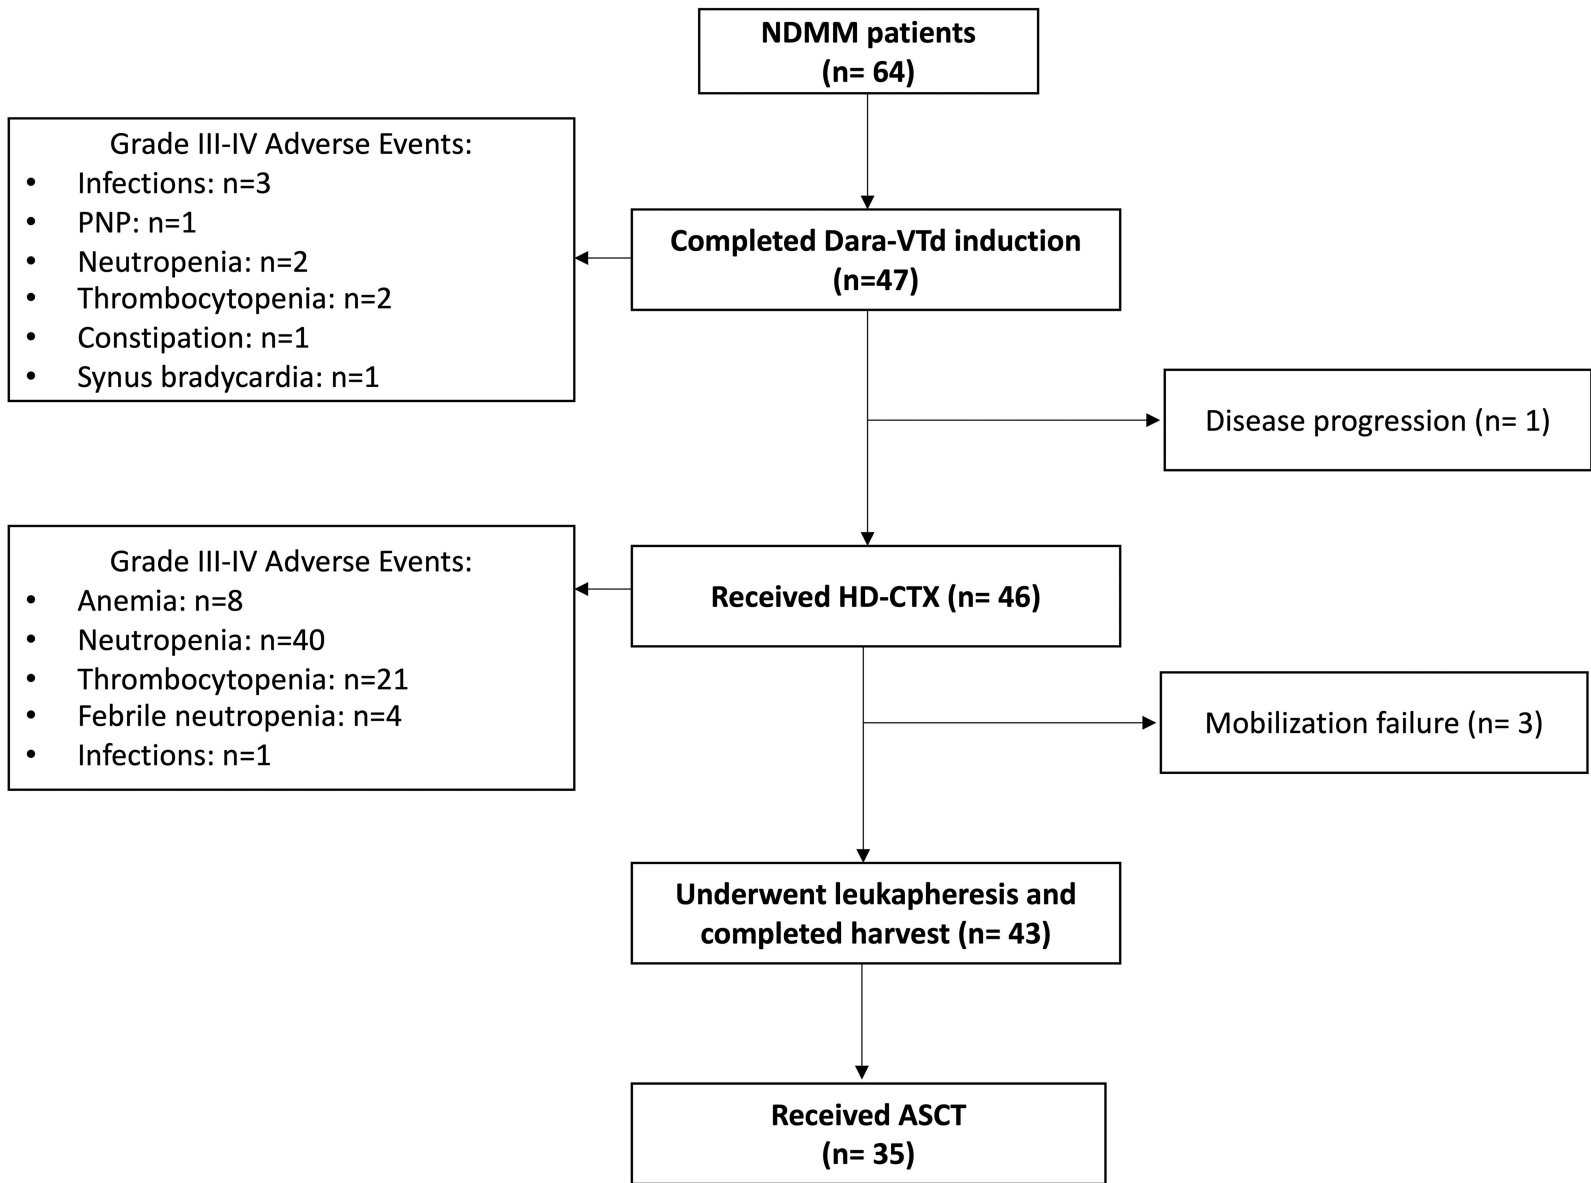 NDMM patients
(n= 64)
Grade III-IV Adverse Events:
• Infections: n=3
• PNP: n=1
• Neutropenia: n=2
• Thrombocytopenia: n=2
• Constipation: n=1
• Synus bradycardia: n=1
Completed Dara-VTd induction
(n=47)
Disease progression (n= 1)
Grade III-IV Adverse Events:
• Anemia: n=8
• Neutropenia: n=40
• Thrombocytopenia: n=21
• Febrile neutropenia: n=4
• Infections: n=1
Received HD-CTX (n= 46)
Mobilization failure (n= 3)
Underwent leukapheresis and
completed harvest (n= 43)
Received ASCT
(n= 35)